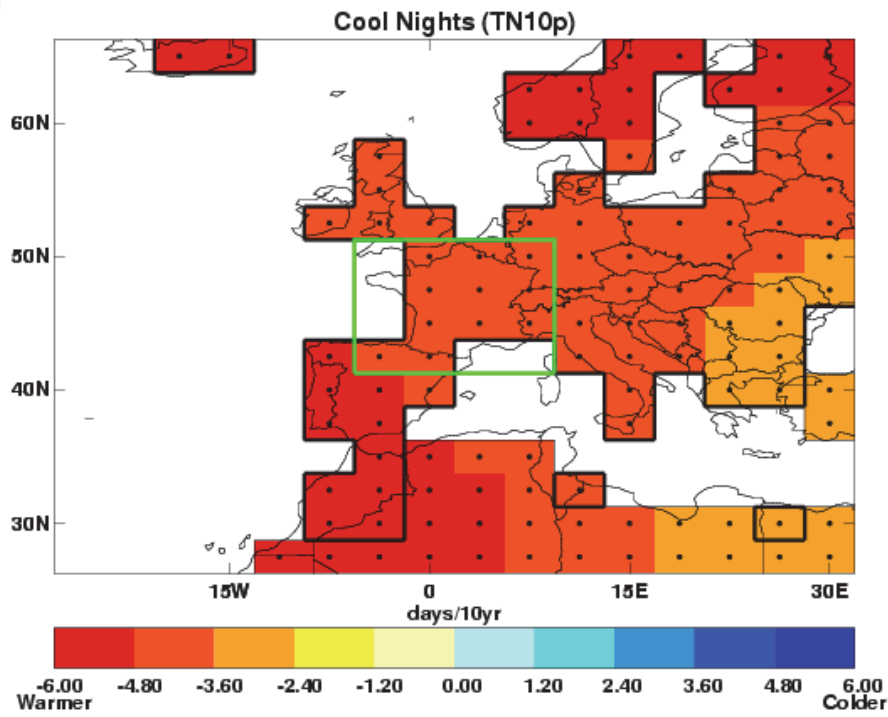 Cool Nights (TN10p)
60N
50N
40N
30N
15W 0 15E 30E
days/10yr
-6.00 -4.80 -3.60 -2.40 -1.20 0.00 1.20 2.40 3.60 4.80 6.00
Warmer Colder